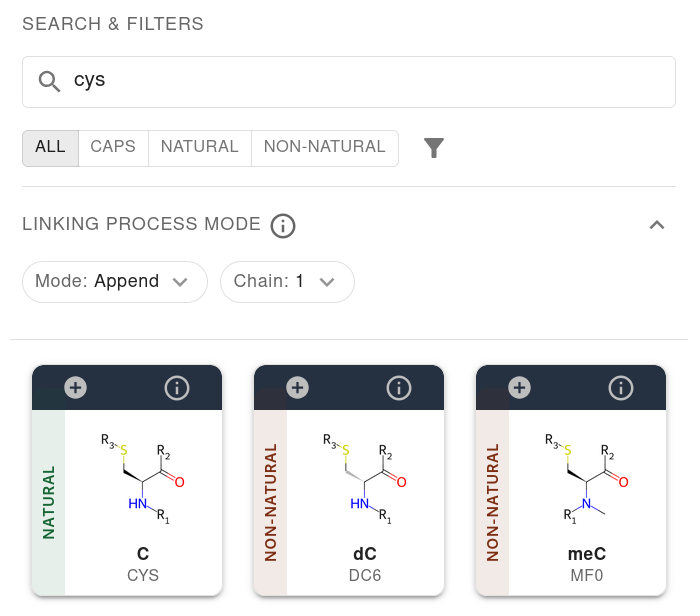 SEARCH & FILTERS
cys
ALL CAPS NATURAL NON-NATURAL
LINKING PROCESS MODE
Mode: Append Chain: 1
NATURAL
R3 S R2
O
HN R1
C
CYS
NON-NATURAL
R3 S R2
O
HN R1
dC
DC6
NON-NATURAL
R3 S R2
O
R1 N
meC
MF0